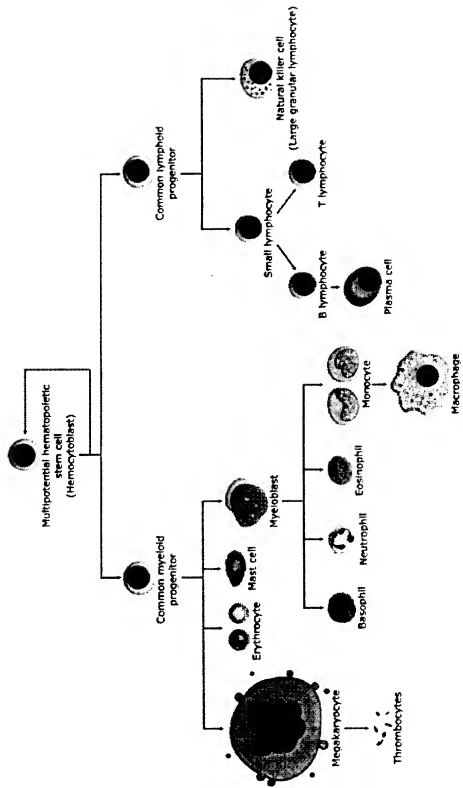 Multipotential hematopoietic
stem cell
(Hemocytoblast)
Common myeloid
progenitor
Common lymphoid
progenitor
Megakaryocyte
Thrombocytes
Erythrocyte
Mast cell
Myeloblast
Basophil
Neutrophil
Eosinophil
Monocyte
Macrophage
Small lymphocyte
Natural killer cell
(Large granular lymphocyte)
B lymphocyte
T lymphocyte
Plasma cell